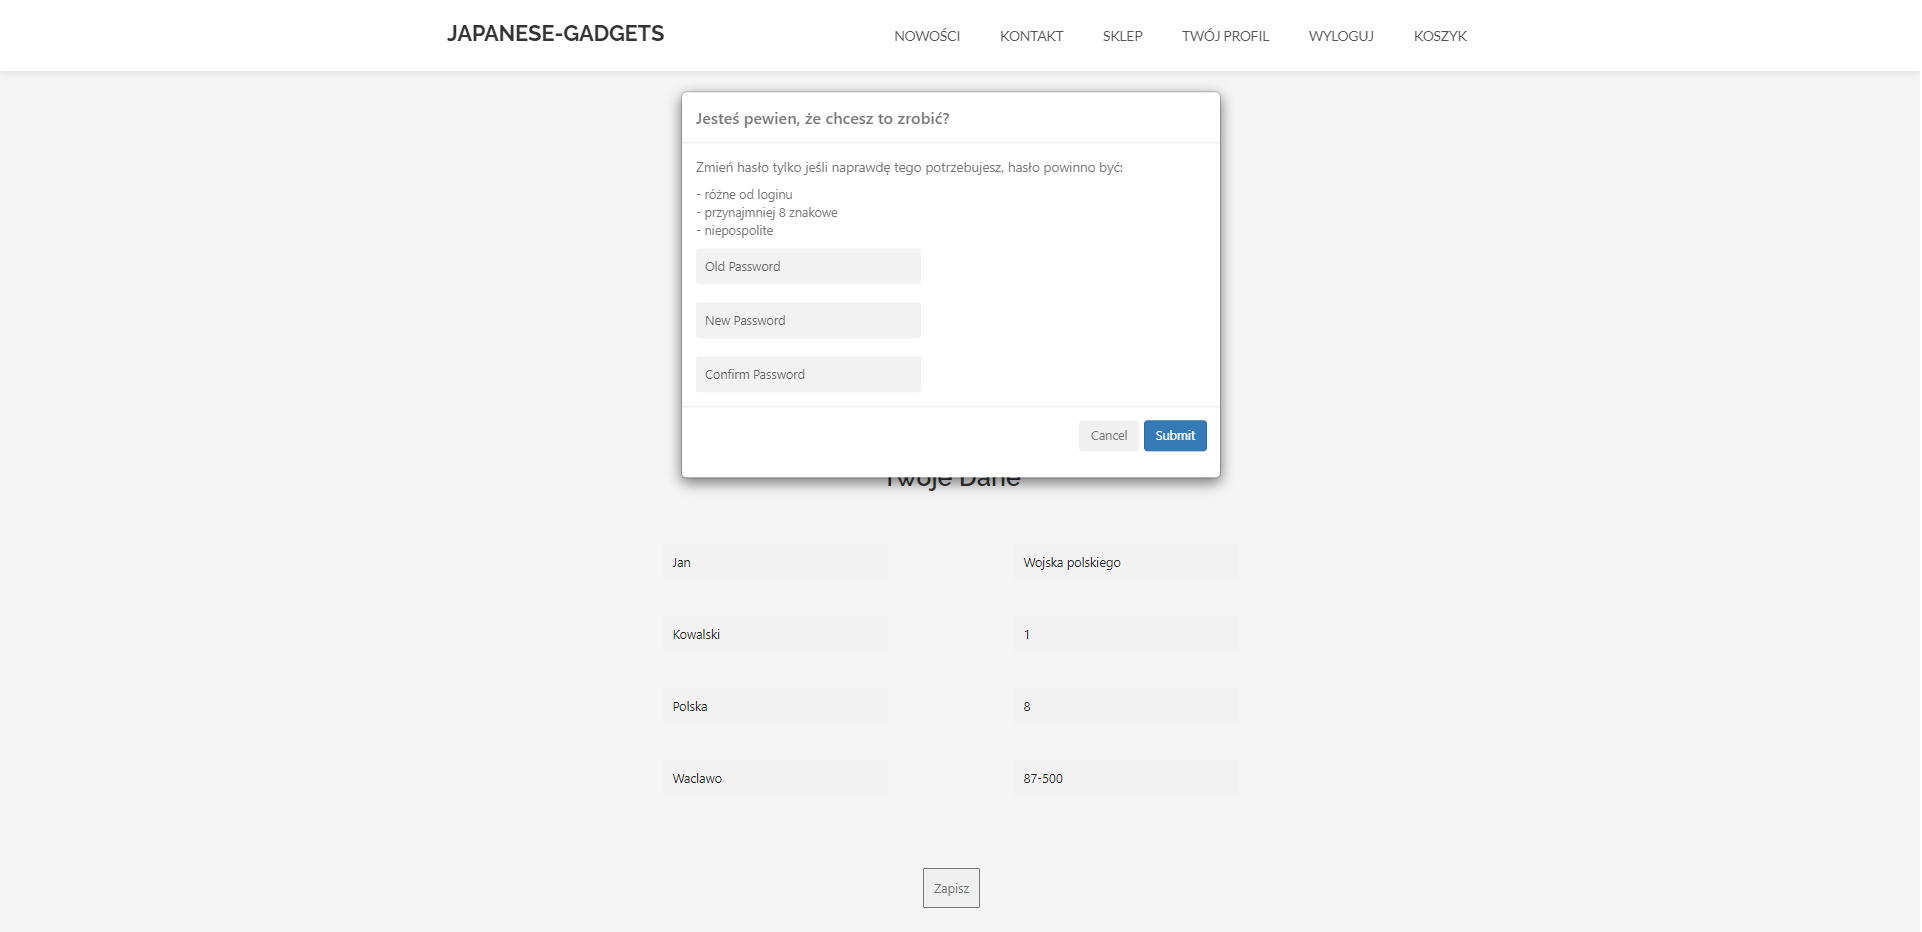 JAPANESE-GADGETS
NOWOŚCI KONTAKT SKLEP TWÓJ PROFIL WYLOGUJ KOSZYK
Jesteś pewien, że chcesz to zrobić?
Zmień hasło tylko jeśli naprawdę tego potrzebujesz, hasło powinno być:
- różne od loginu
- przynajmniej 8 znakowe
- niepospolite
Old Password
New Password
Confirm Password
Cancel Submit
Twoje Dane
Jan Wojska polskiego
Kowalski 1
Polska 8
Waclawo 87-500
Zapisz